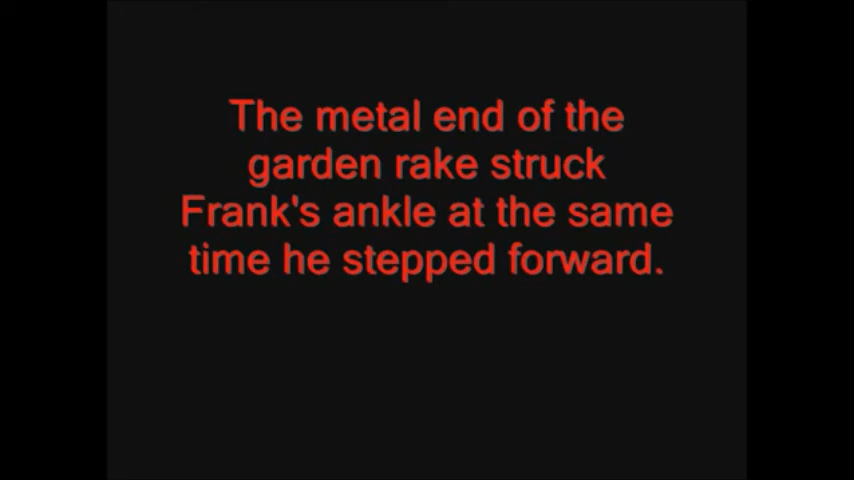 The metal end of the
garden rake struck
Frank's ankle at the same
time he stepped forward.